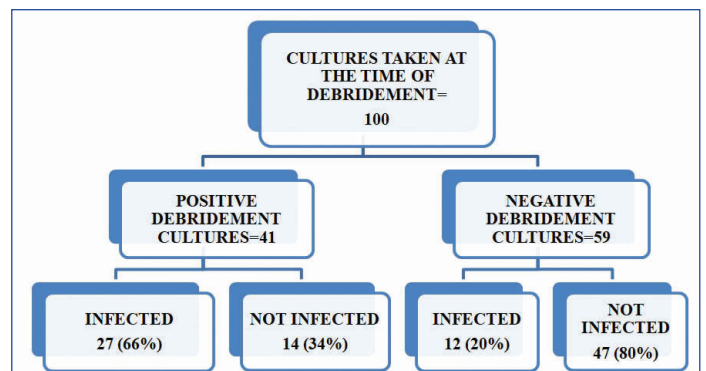 CULTURES TAKEN AT
THE TIME OF
DEBRIDEMENT=
100
POSITIVE
DEBRIDEMENT
CULTURES=41
NEGATIVE
DEBRIDEMENT
CULTURES=59
INFECTED
27 (66%)
NOT INFECTED
14 (34%)
INFECTED
12 (20%)
NOT
INFECTED
47 (80%)